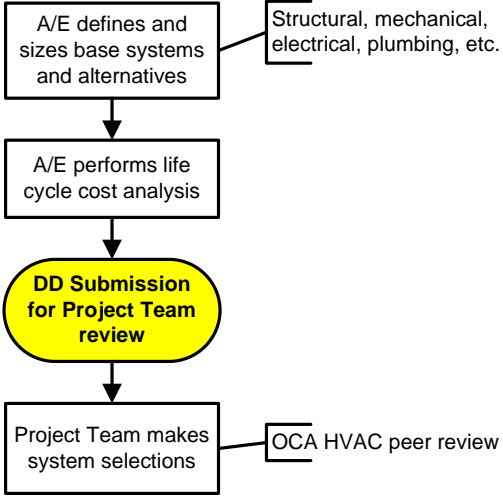 A/E defines and
sizes base systems
and alternatives
Structural, mechanical,
electrical, plumbing, etc.
A/E performs life
cycle cost analysis
DD Submission
for Project Team
review
Project Team makes
system selections
OCA HVAC peer review